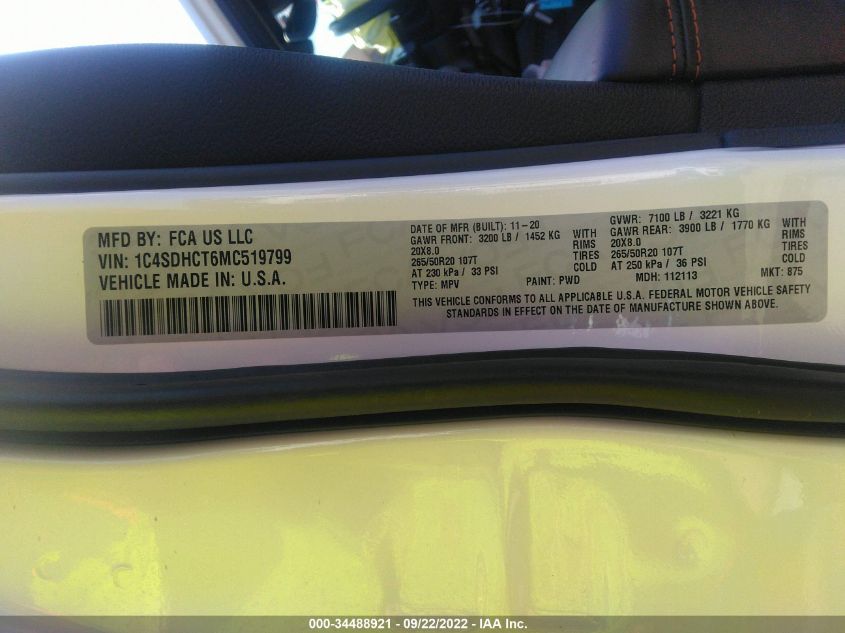 MFD BY: FCA US LLC
VIN: 1C4SDHCT6MC519799
VEHICLE MADE IN: U.S.A.
DATE OF MFR (BUILT): 11-20
GAWR FRONT: 3200 LB / 1452 KG WITH
20X8.0 RIMS
265/50R20 107T TIRES
AT 230 kPa / 33 PSI COLD
TYPE: MPV PAINT: PWD
GVWR: 7100 LB / 3221 KG
GAWR REAR: 3900 LB / 1770 KG WITH
20X8.0 RIMS
265/50R20 107T TIRES
AT 250 kPa / 36 PSI COLD
MDH: 112113 MKT: 875
THIS VEHICLE CONFORMS TO ALL APPLICABLE U.S.A. FEDERAL MOTOR VEHICLE SAFETY
STANDARDS IN EFFECT ON THE DATE OF MANUFACTURE SHOWN ABOVE.
000-34488921 - 09/22/2022 - IAA Inc.